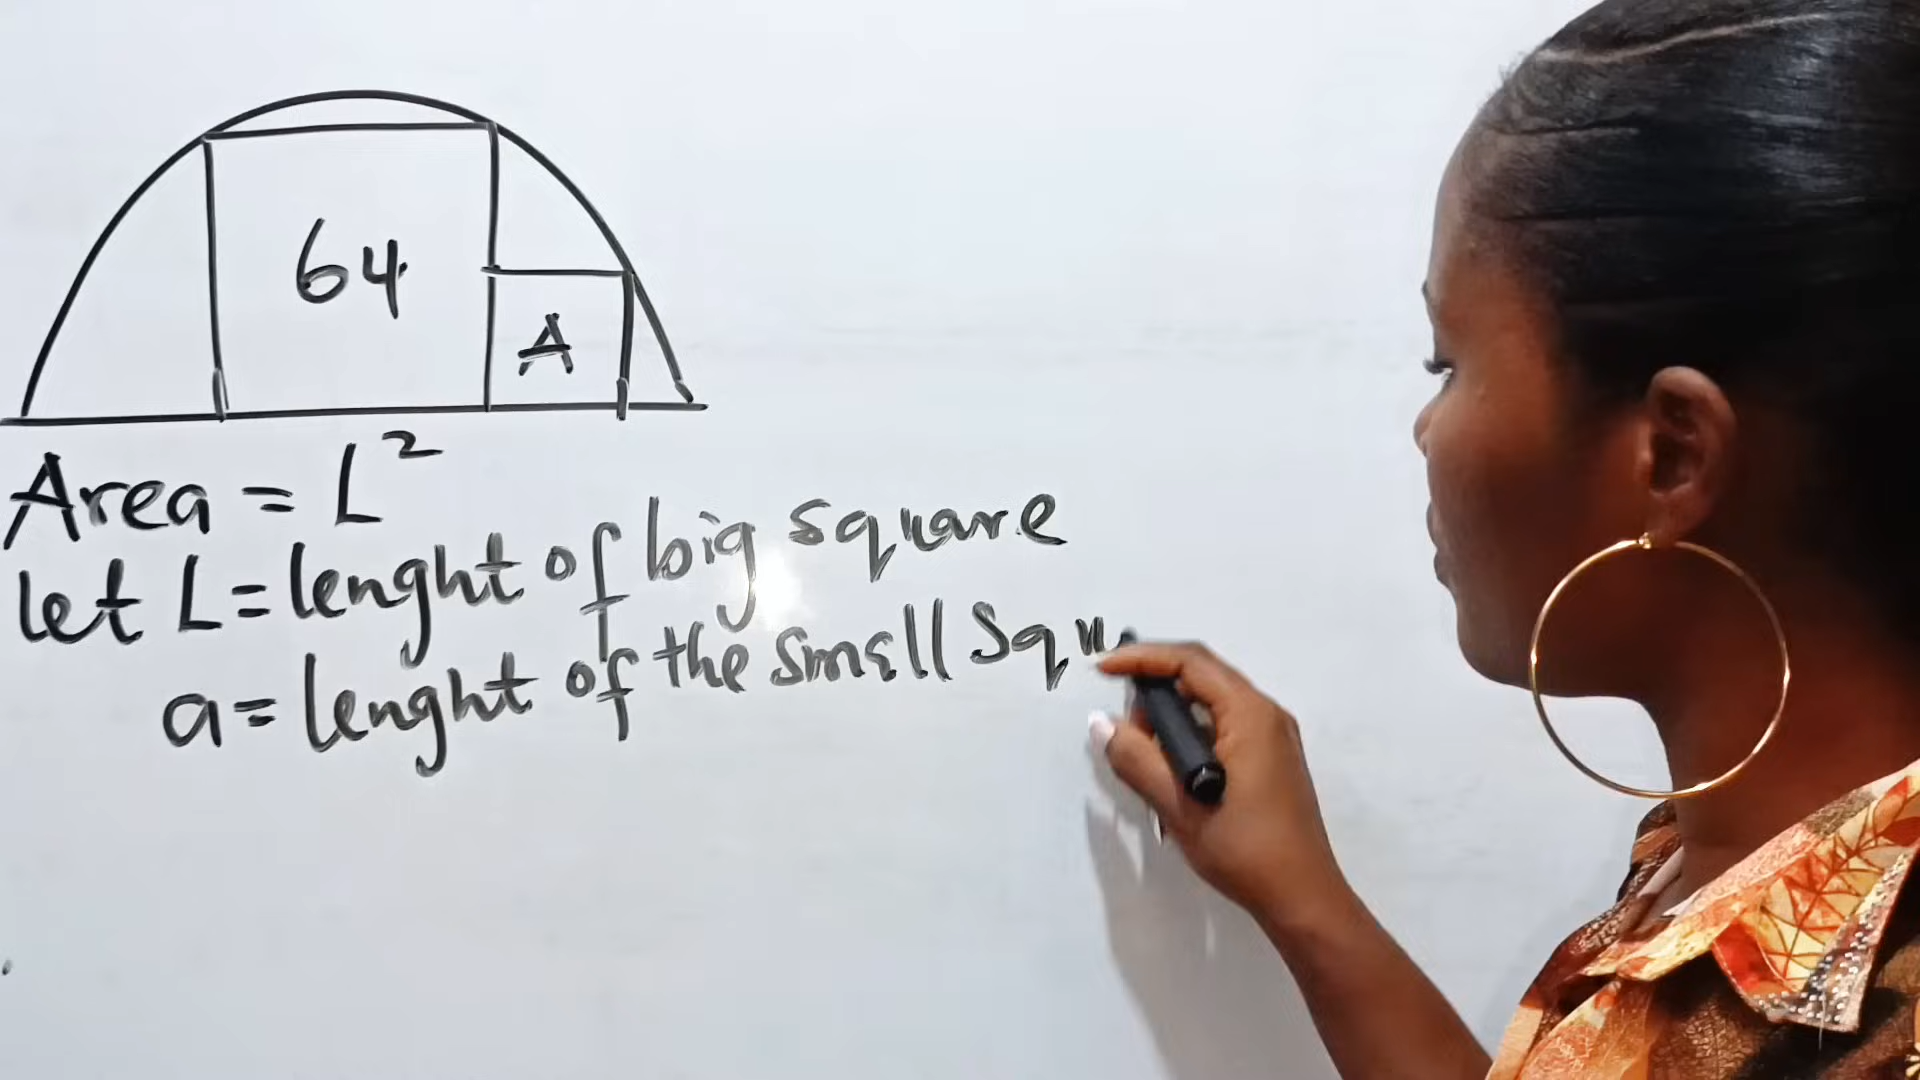 64
A
Area = L²
let L = lenght of big square
a = lenght of the small Squ